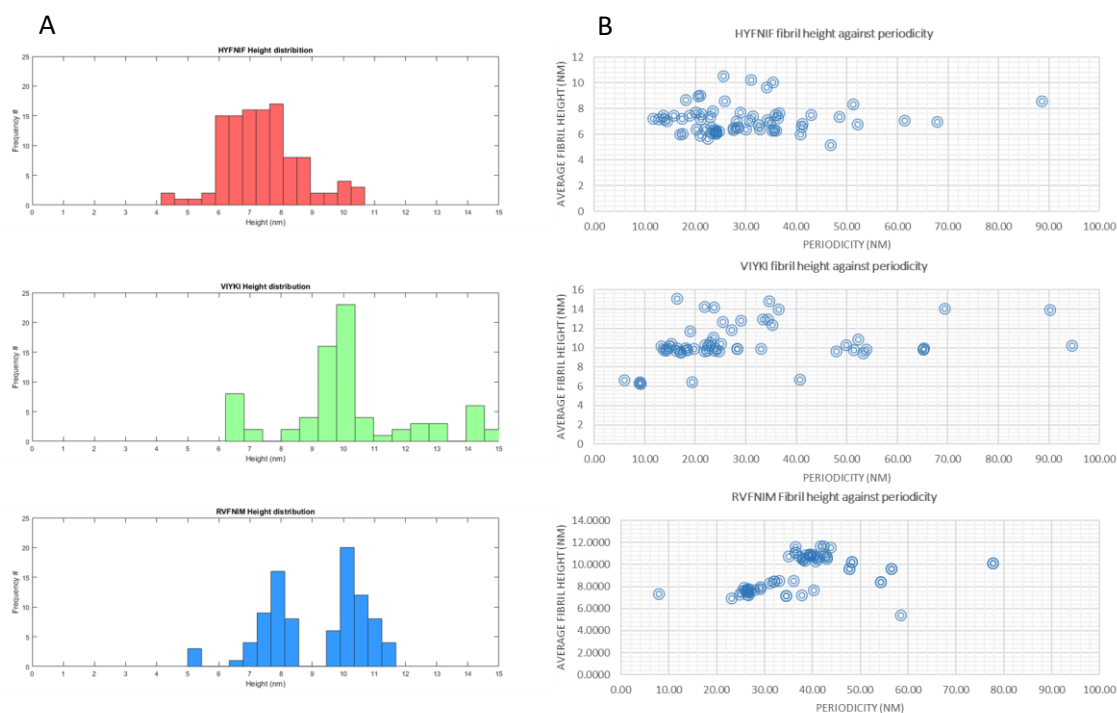 A
HYFNIF Height distribition
Frequency #
25
20
15
10
5
0
0 1 2 3 4 5 6 7 8 9 10 11 12 13 14 15
Height (nm)
VIYKI Height distribution
Frequency #
25
20
15
10
5
0
0 1 2 3 4 5 6 7 8 9 10 11 12 13 14 15
Height (nm)
RVFNIM Height distribution
Frequency #
25
20
15
10
5
0
0 1 2 3 4 5 6 7 8 9 10 11 12 13 14 15
Height (nm)
B
HYFNIF fibril height against periodicity
AVERAGE FIBRIL HEIGHT (NM)
12
10
8
6
4
2
0
0.00 10.00 20.00 30.00 40.00 50.00 60.00 70.00 80.00 90.00 100.00
PERIODICITY (NM)
VIYKI fibril height against periodicity
AVERAGE FIBRIL HEIGHT (NM)
16
14
12
10
8
6
4
2
0
0.00 10.00 20.00 30.00 40.00 50.00 60.00 70.00 80.00 90.00 100.00
PERIODICITY (NM)
RVFNIM Fibril height against periodicity
AVERAGE FIBRIL HEIGHT (NM)
14.0000
12.0000
10.0000
8.0000
6.0000
4.0000
2.0000
0.0000
0.00 10.00 20.00 30.00 40.00 50.00 60.00 70.00 80.00 90.00 100.00
PERIODICITY (NM)